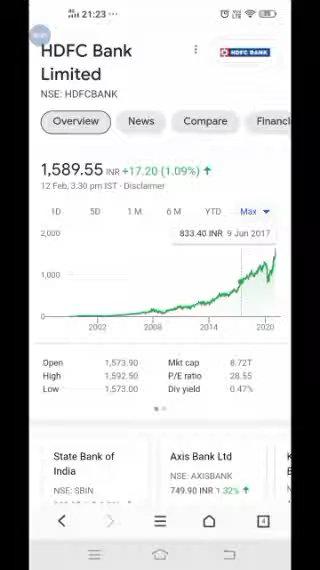 21:23
HDFC Bank
Limited
HDFC BANK
NSE: HDFCBANK
Overview News Compare Financi
1,589.55 INR +17.20 (1.09%) ↑
12 Feb, 3.30 pm IST · Disclaimer
1D 5D 1 M 6 M YTD Max
2,000
833.40 INR 9 Jun 2017
1,000
0
2002 2008 2014 2020
Open 1,573.90 Mkt cap 8.72T
High 1,592.50 P/E ratio 28.55
Low 1,573.00 Div yield 0.47%
State Bank of
India
Axis Bank Ltd
NSE: SBIN
NSE: AXISBANK
749.90 INR 1.32% ↑
4